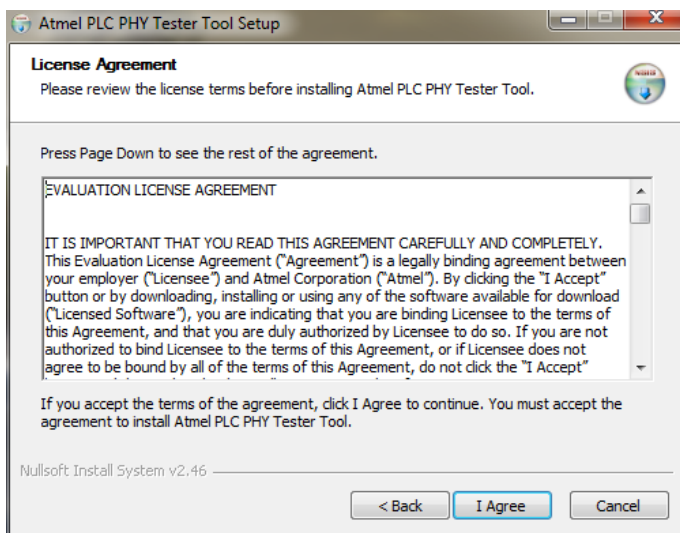 Atmel PLC PHY Tester Tool Setup
License Agreement
Please review the license terms before installing Atmel PLC PHY Tester Tool.
Press Page Down to see the rest of the agreement.
EVALUATION LICENSE AGREEMENT
IT IS IMPORTANT THAT YOU READ THIS AGREEMENT CAREFULLY AND COMPLETELY.
This Evaluation License Agreement ("Agreement") is a legally binding agreement between
your employer ("Licensee") and Atmel Corporation ("Atmel"). By clicking the "I Accept"
button or by downloading, installing or using any of the software available for download
("Licensed Software"), you are indicating that you are binding Licensee to the terms of
this Agreement, and that you are duly authorized by Licensee to do so. If you are not
authorized to bind Licensee to the terms of this Agreement, or if Licensee does not
agree to be bound by all of the terms of this Agreement, do not click the "I Accept"
If you accept the terms of the agreement, click I Agree to continue. You must accept the
agreement to install Atmel PLC PHY Tester Tool.
Nullsoft Install System v2.46
< Back I Agree Cancel